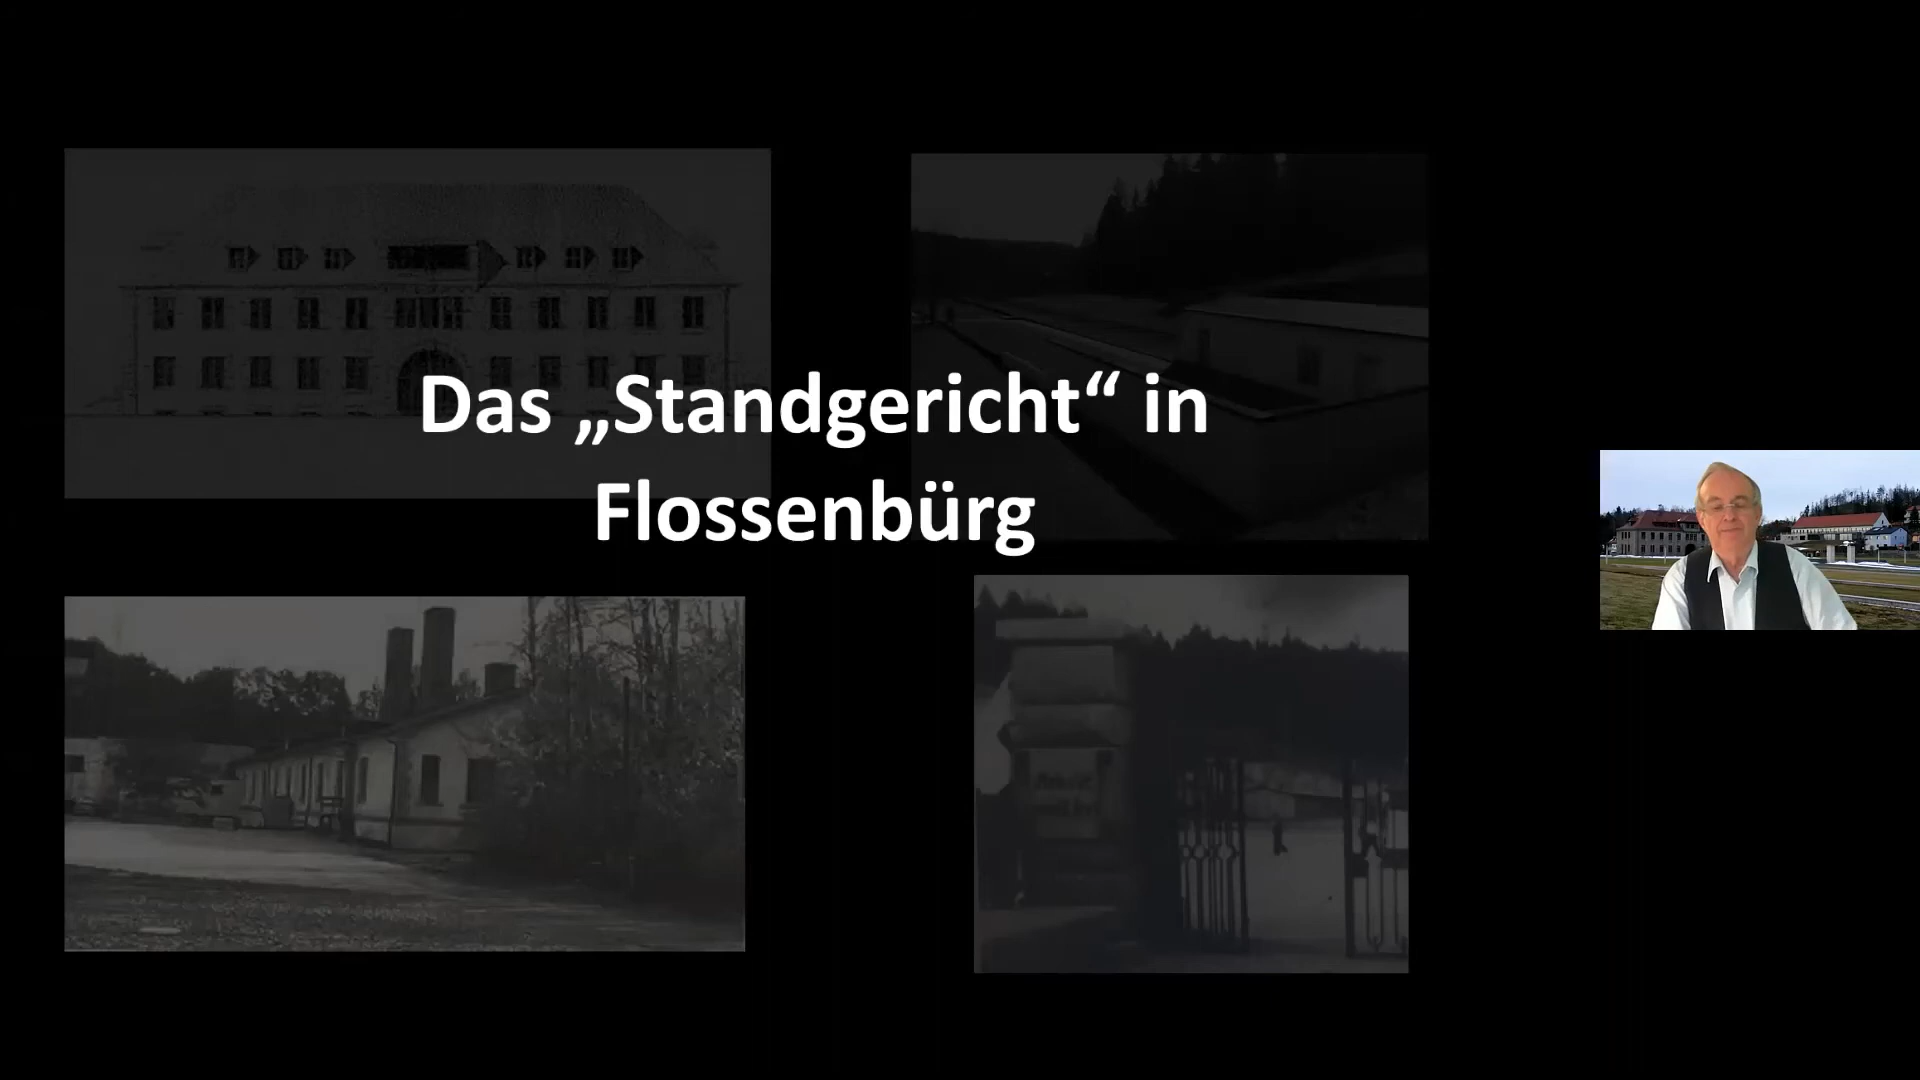 Das „Standgericht“ in
Flossenbürg